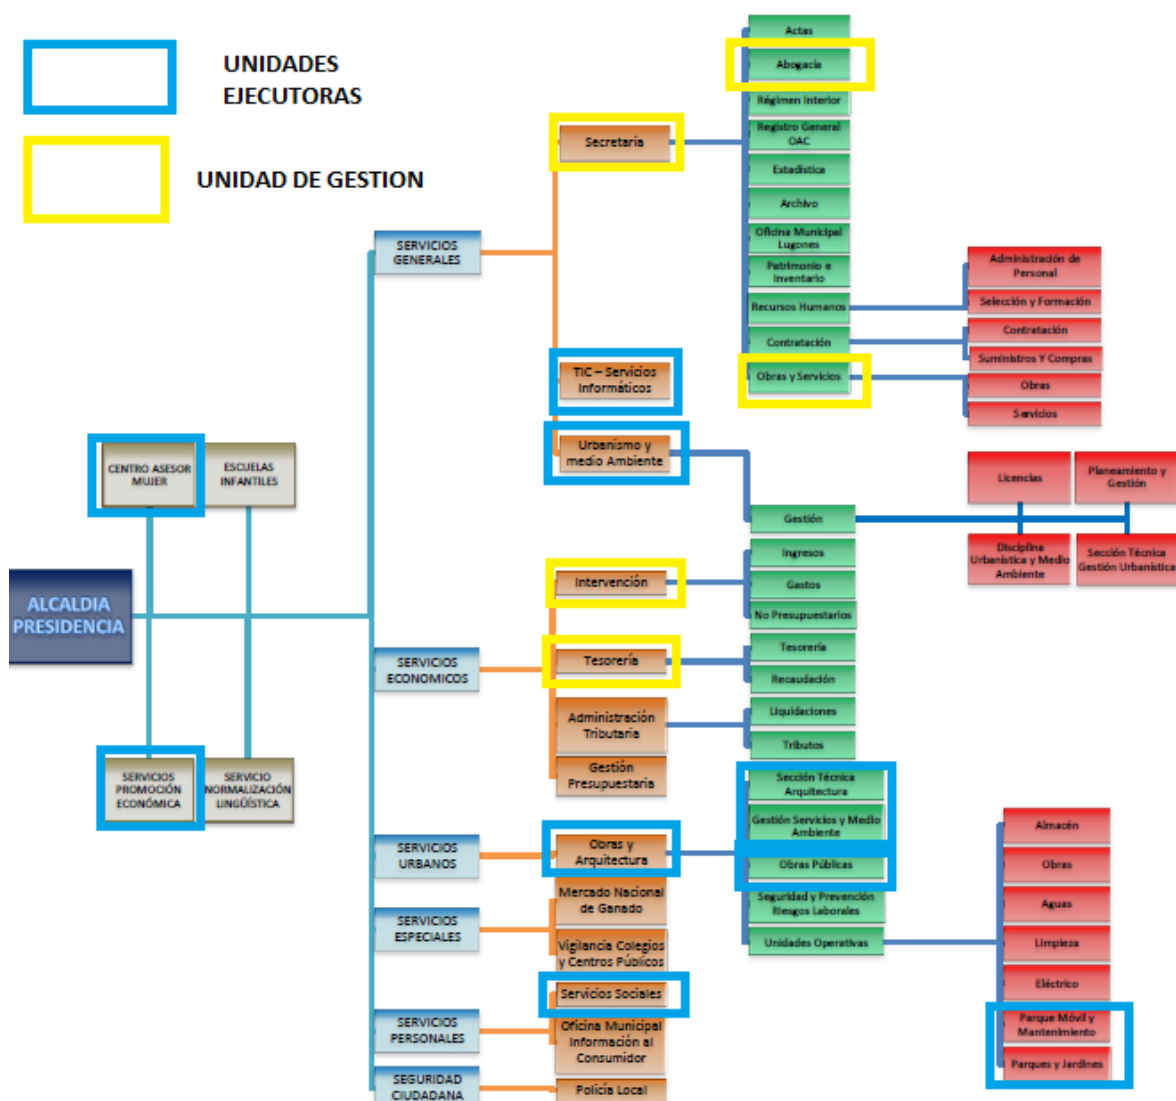 UNIDADES
EJECUTORAS
UNIDAD DE GESTION
ALCALDIA
PRESIDENCIA
CENTRO ASESOR
MUJER
ESCUELAS
INFANTILES
SERVICIOS
PROMOCIÓN
ECONÓMICA
SERVICIO
NORMALIZACIÓN
LINGÜÍSTICA
SERVICIOS
GENERALES
SERVICIOS
ECONOMICOS
SERVICIOS
URBANOS
SERVICIOS
ESPECIALES
SERVICIOS
PERSONALES
SEGURIDAD
CIUDADANA
Secretaría
TIC – Servicios
Informáticos
Urbanismo y
medio Ambiente
Intervención
Tesorería
Administración
Tributaria
Gestión
Presupuestaria
Obras y
Arquitectura
Mercado Nacional
de Ganado
Vigilancia Colegios
y Centros Públicos
Servicios Sociales
Oficina Municipal
Información al
Consumidor
Policía Local
Actas
Abogacía
Régimen Interior
Registro General
OAC
Estadística
Archivo
Oficina Municipal
Lugones
Patrimonio e
Inventario
Recursos Humanos
Contratación
Obras y Servicios
Gestión
Ingresos
Gastos
No Presupuestarios
Tesorería
Recaudación
Liquidaciones
Tributos
Sección Técnica
Arquitectura
Gestión Servicios y Medio
Ambiente
Obras Públicas
Seguridad y Prevención
Riesgos Laborales
Unidades Operativas
Administración de
Personal
Selección y Formación
Contratación
Suministros Y Compras
Obras
Servicios
Licencias
Planeamiento y
Gestión
Disciplina
Urbanística y Medio
Ambiente
Sección Técnica
Gestión Urbanística
Almacén
Obras
Aguas
Limpieza
Eléctrico
Parque Móvil y
Mantenimiento
Parques y Jardines